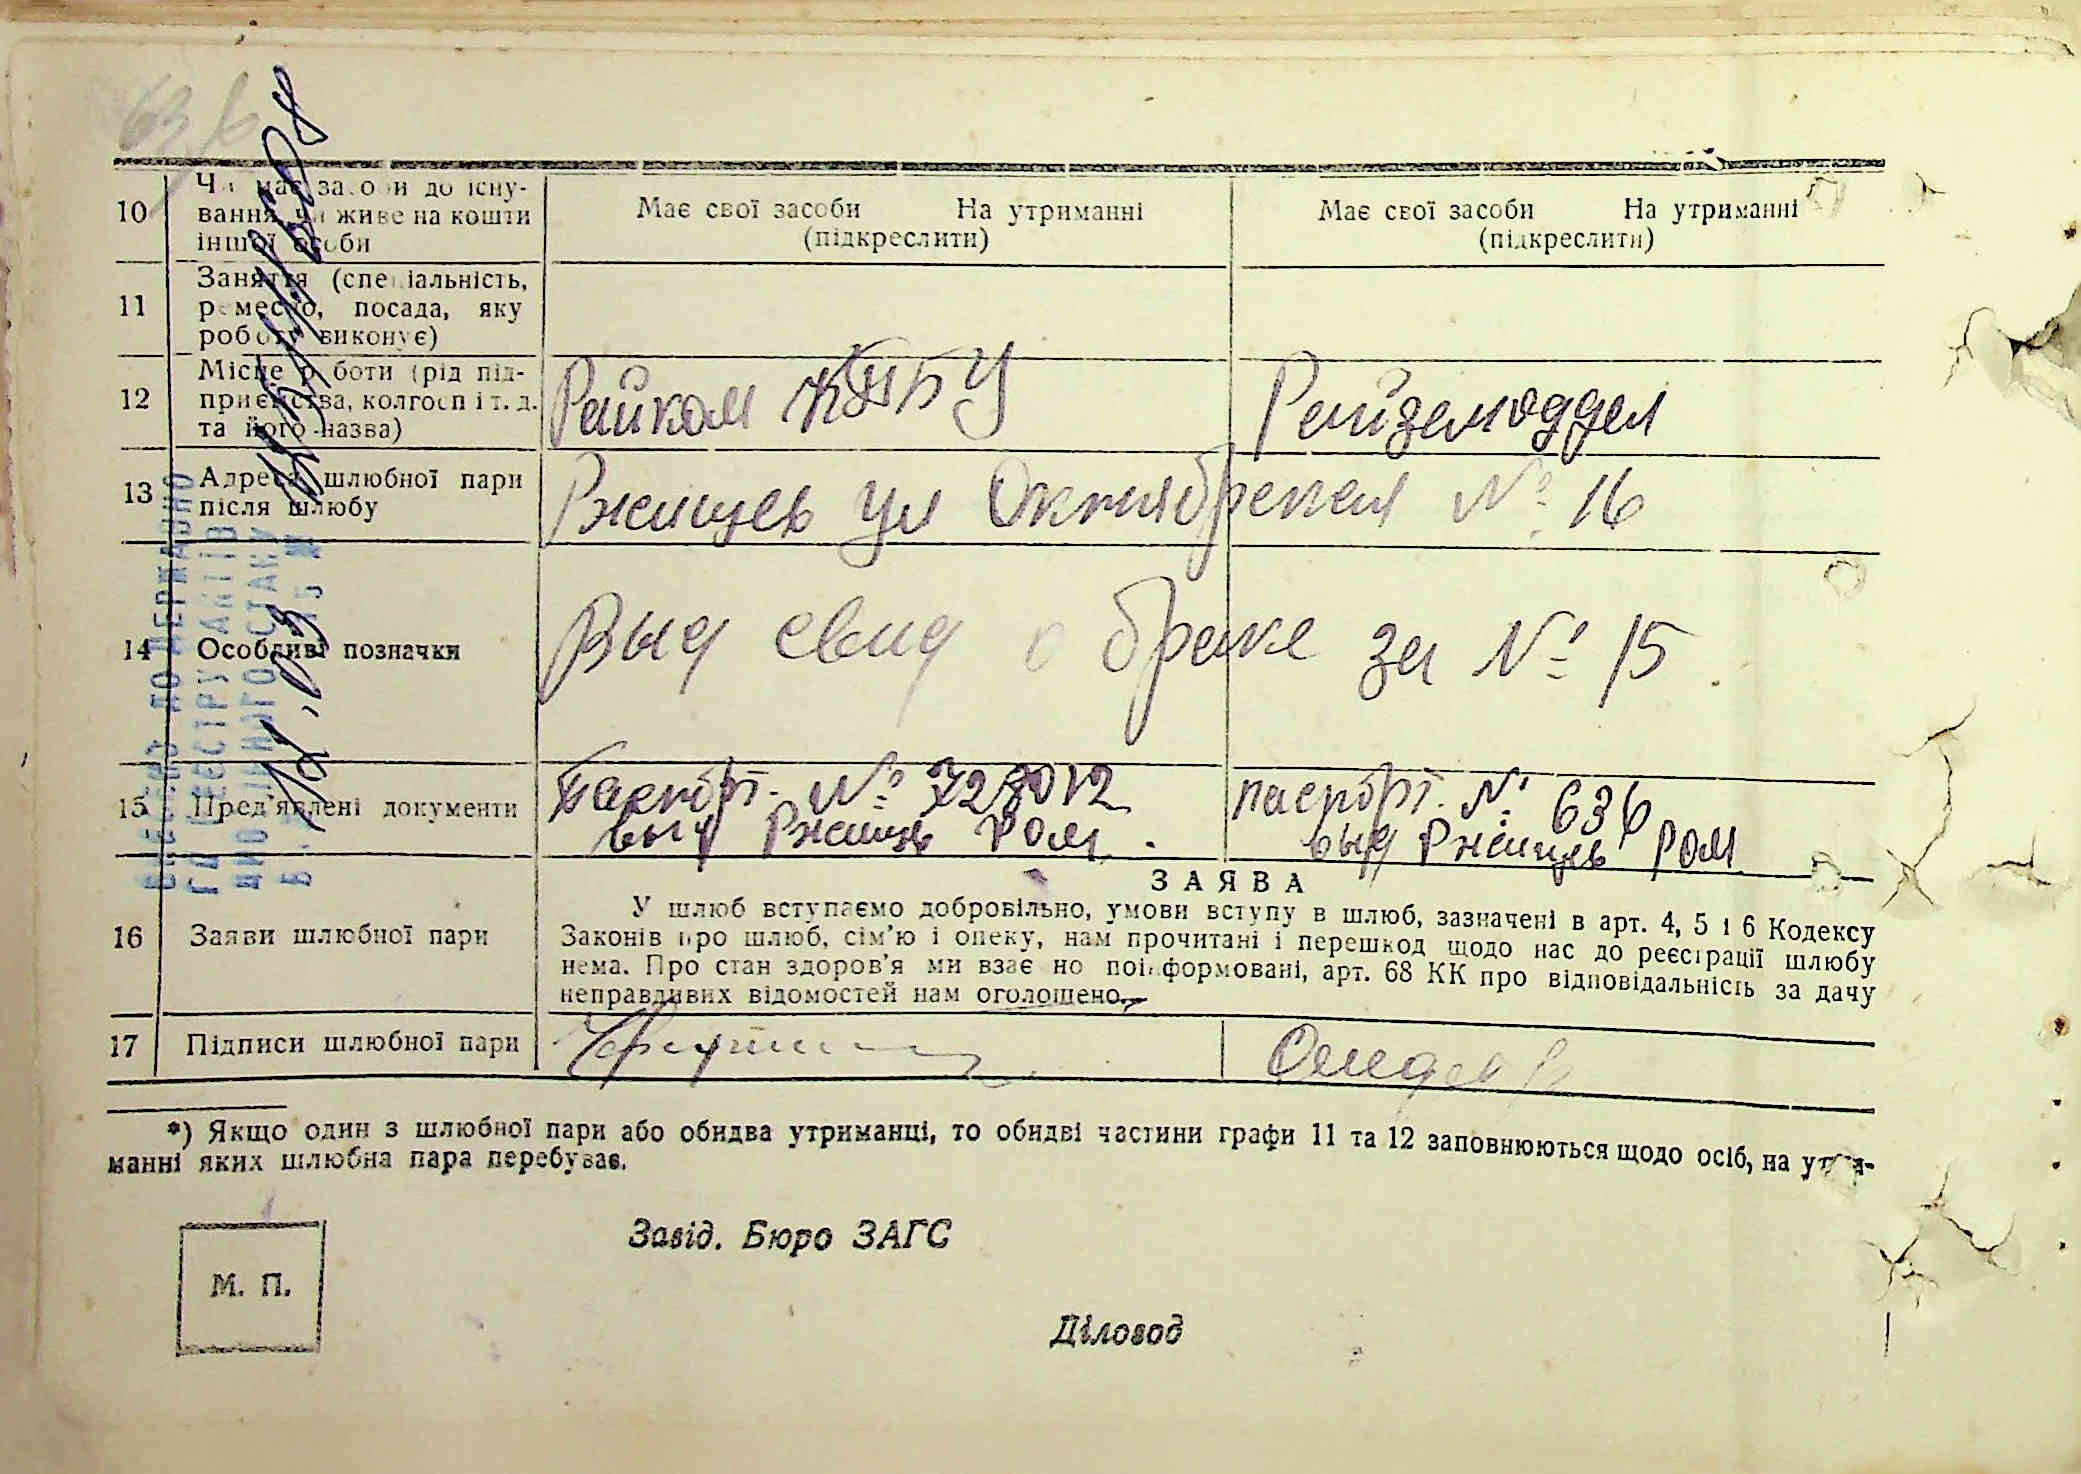 10 Чи має засоби до існування, чи живе на кошти іншої особи
Має свої засоби На утриманні
(підкреслити)
Має свої засоби На утриманні
(підкреслити)
11 Заняття (спеціальність,
ремесло, посада, яку
роботу виконує)
12 Місце роботи (рід під-
приємства, колгосп і т. д.
та його назва)
Райком КПБУ
Райземоддел
13 Адреса шлюбної пари
після шлюбу
Ржищев ул Октябрская № 16
14 Особливі позначки
Выд свид о браке за № 15.
15 Пред'явлені документи
паспорт. №
выд Ржищев РОМ.
паспорт. № 636
выд Ржищев РОМ
16 Заяви шлюбної пари
ЗАЯВА
У шлюб вступаємо добровільно, умови вступу в шлюб, зазначені в арт. 4, 5 і 6 Кодексу
Законів про шлюб, сім'ю і опеку, нам прочитані і перешкод щодо нас до реєстрації шлюбу
нема. Про стан здоров'я ми взаємно поінформовані, арт. 68 КК про відповідальність за дачу
неправдивих відомостей нам оголошено.
17 Підписи шлюбної пари
*) Якщо один з шлюбної пари або обидва утриманці, то обидві частини графи 11 та 12 заповнюються щодо осіб, на утри-
манні яких шлюбна пара перебуває.
Завід. Бюро ЗАГС
М. П.
Діловод